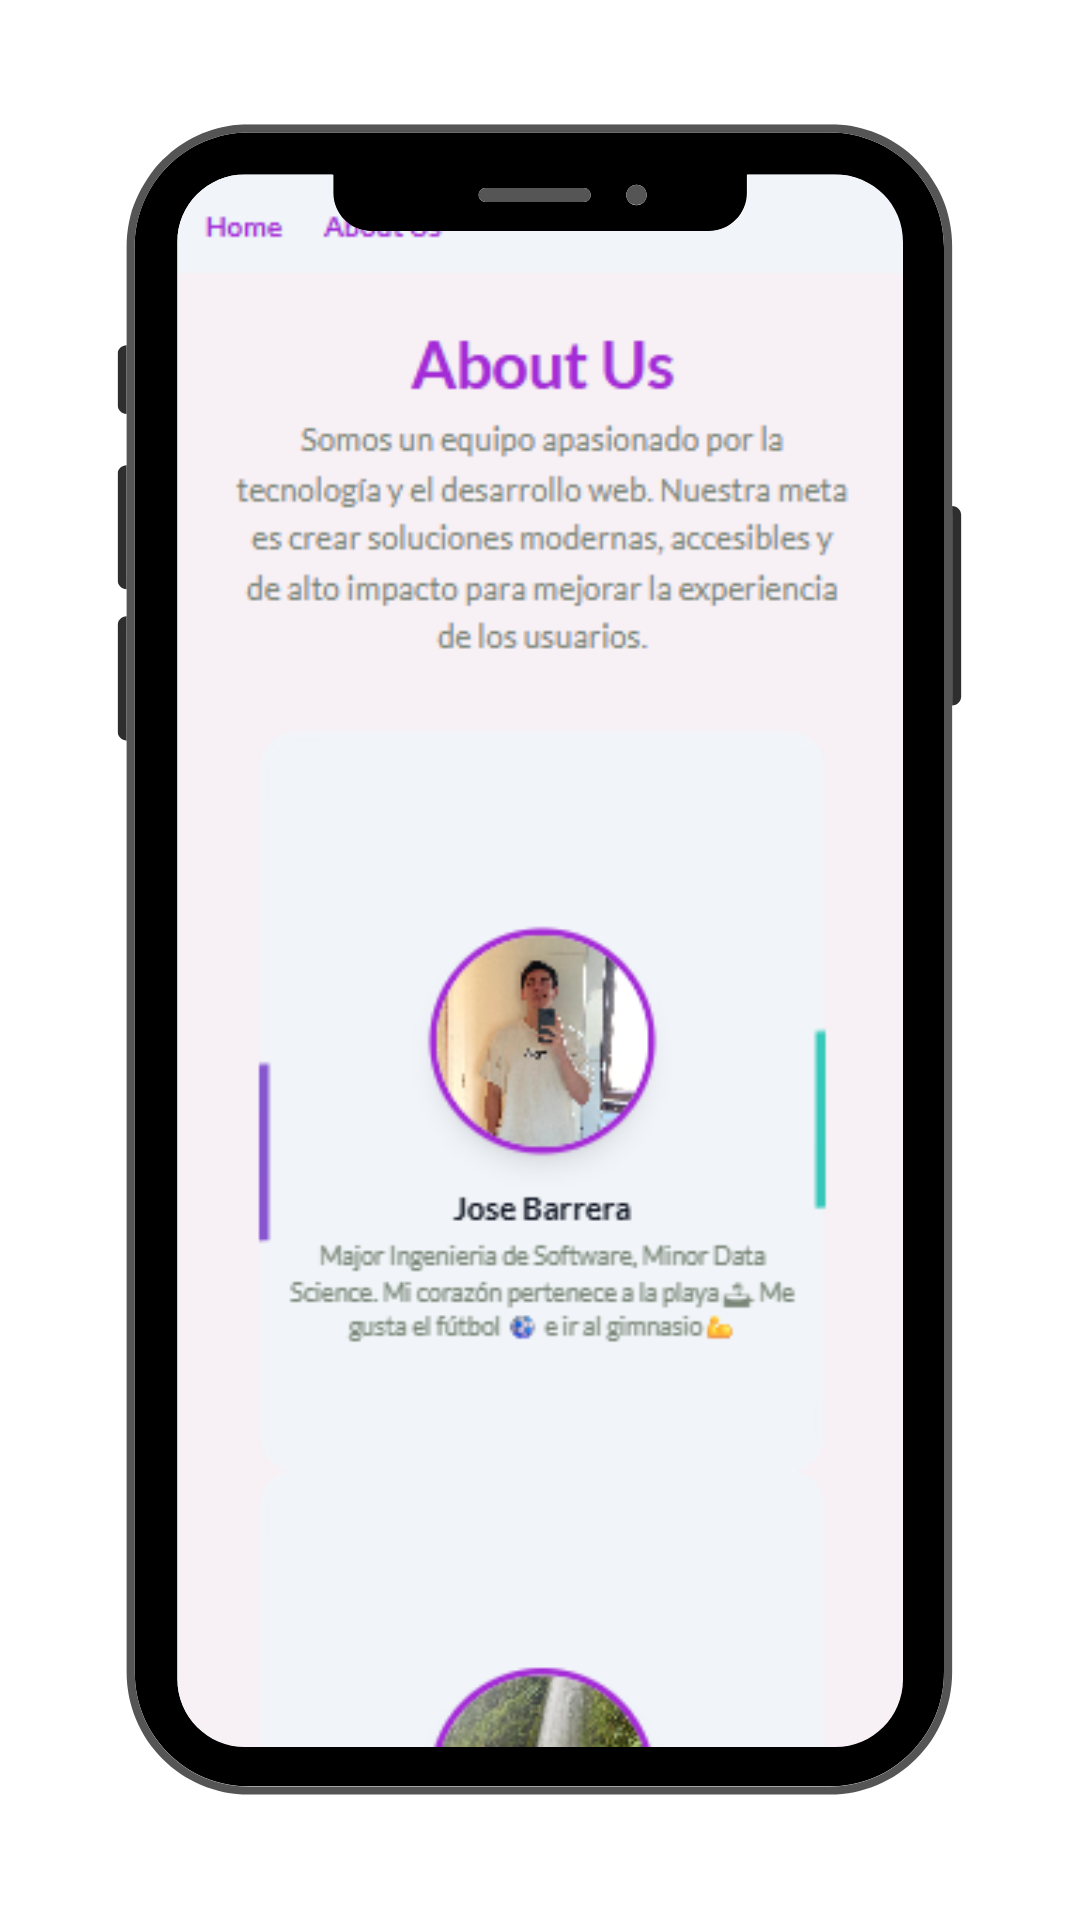 Home About Us
About Us
Somos un equipo apasionado por la
tecnología y el desarrollo web. Nuestra meta
es crear soluciones modernas, accesibles y
de alto impacto para mejorar la experiencia
de los usuarios.
Jose Barrera
Major Ingenieria de Software, Minor Data
Science. Mi corazón pertenece a la playa 🏝 Me
gusta el fútbol ⚽ e ir al gimnasio 💪